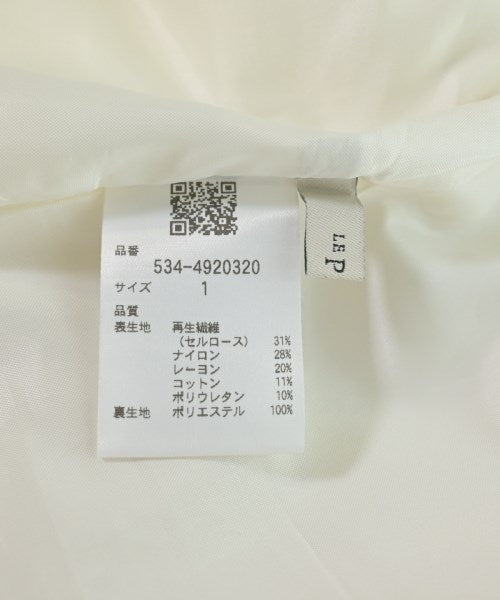 品番
534-4920320
サイズ 1
品質
表生地 再生繊維
(セルロース) 31%
ナイロン 28%
レーヨン 20%
コットン 11%
ポリウレタン 10%
裏生地 ポリエステル 100%
LE P